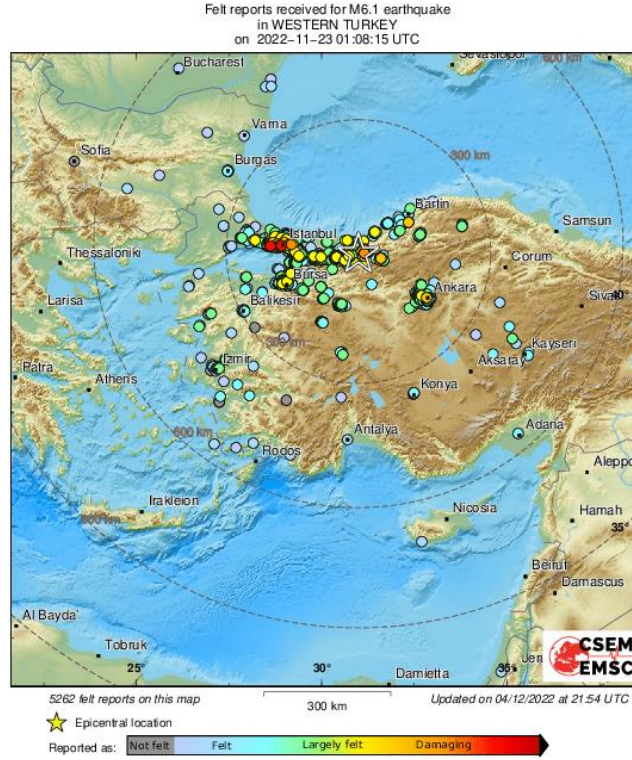 Felt reports received for M6.1 earthquake
in WESTERN TURKEY
on 2022-11-23 01:08:15 UTC
Bucharest
Sevastopol
600 km
Varna
Sofia
Burgas
300 km
Bartin
Istanbul
Samsun
Thessaloniki
Corum
Bursa
Ankara
Larisa
Balikesir
40°
Sivas
300 km
Kayseri
Patra
Izmir
Aksaray
Athens
Konya
600 km
Antalya
Adana
Rodos
Aleppo
Irakleion
Nicosia
Hamah
35°
Beirut
Damascus
Al Bayda'
Tobruk
CSEM
EMSC
25°
30°
35°
Jeru
Damietta
5262 felt reports on this map
300 km
Updated on 04/12/2022 at 21:54 UTC
Epicentral location
Reported as:
Not felt
Felt
Largely felt
Damaging